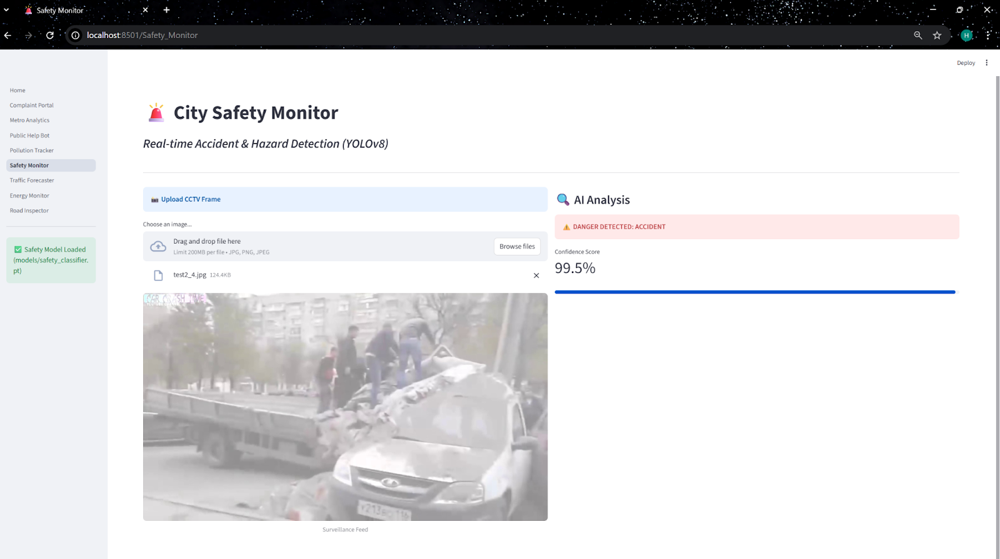 Safety Monitor
localhost:8501/Safety_Monitor
H
Deploy
Home
Complaint Portal
Metro Analytics
Public Help Bot
Pollution Tracker
Safety Monitor
Traffic Forecaster
Energy Monitor
Road Inspector
✅ Safety Model Loaded
(models/safety_classifier.
pt)
🚨 City Safety Monitor
Real-time Accident & Hazard Detection (YOLOv8)
📸 Upload CCTV Frame
Choose an image...
Drag and drop file here
Limit 200MB per file • JPG, PNG, JPEG
Browse files
test2_4.jpg 124.4KB
CAR CRASH TIME
Surveillance Feed
🔍 AI Analysis
⚠️ DANGER DETECTED: ACCIDENT
Confidence Score
99.5%